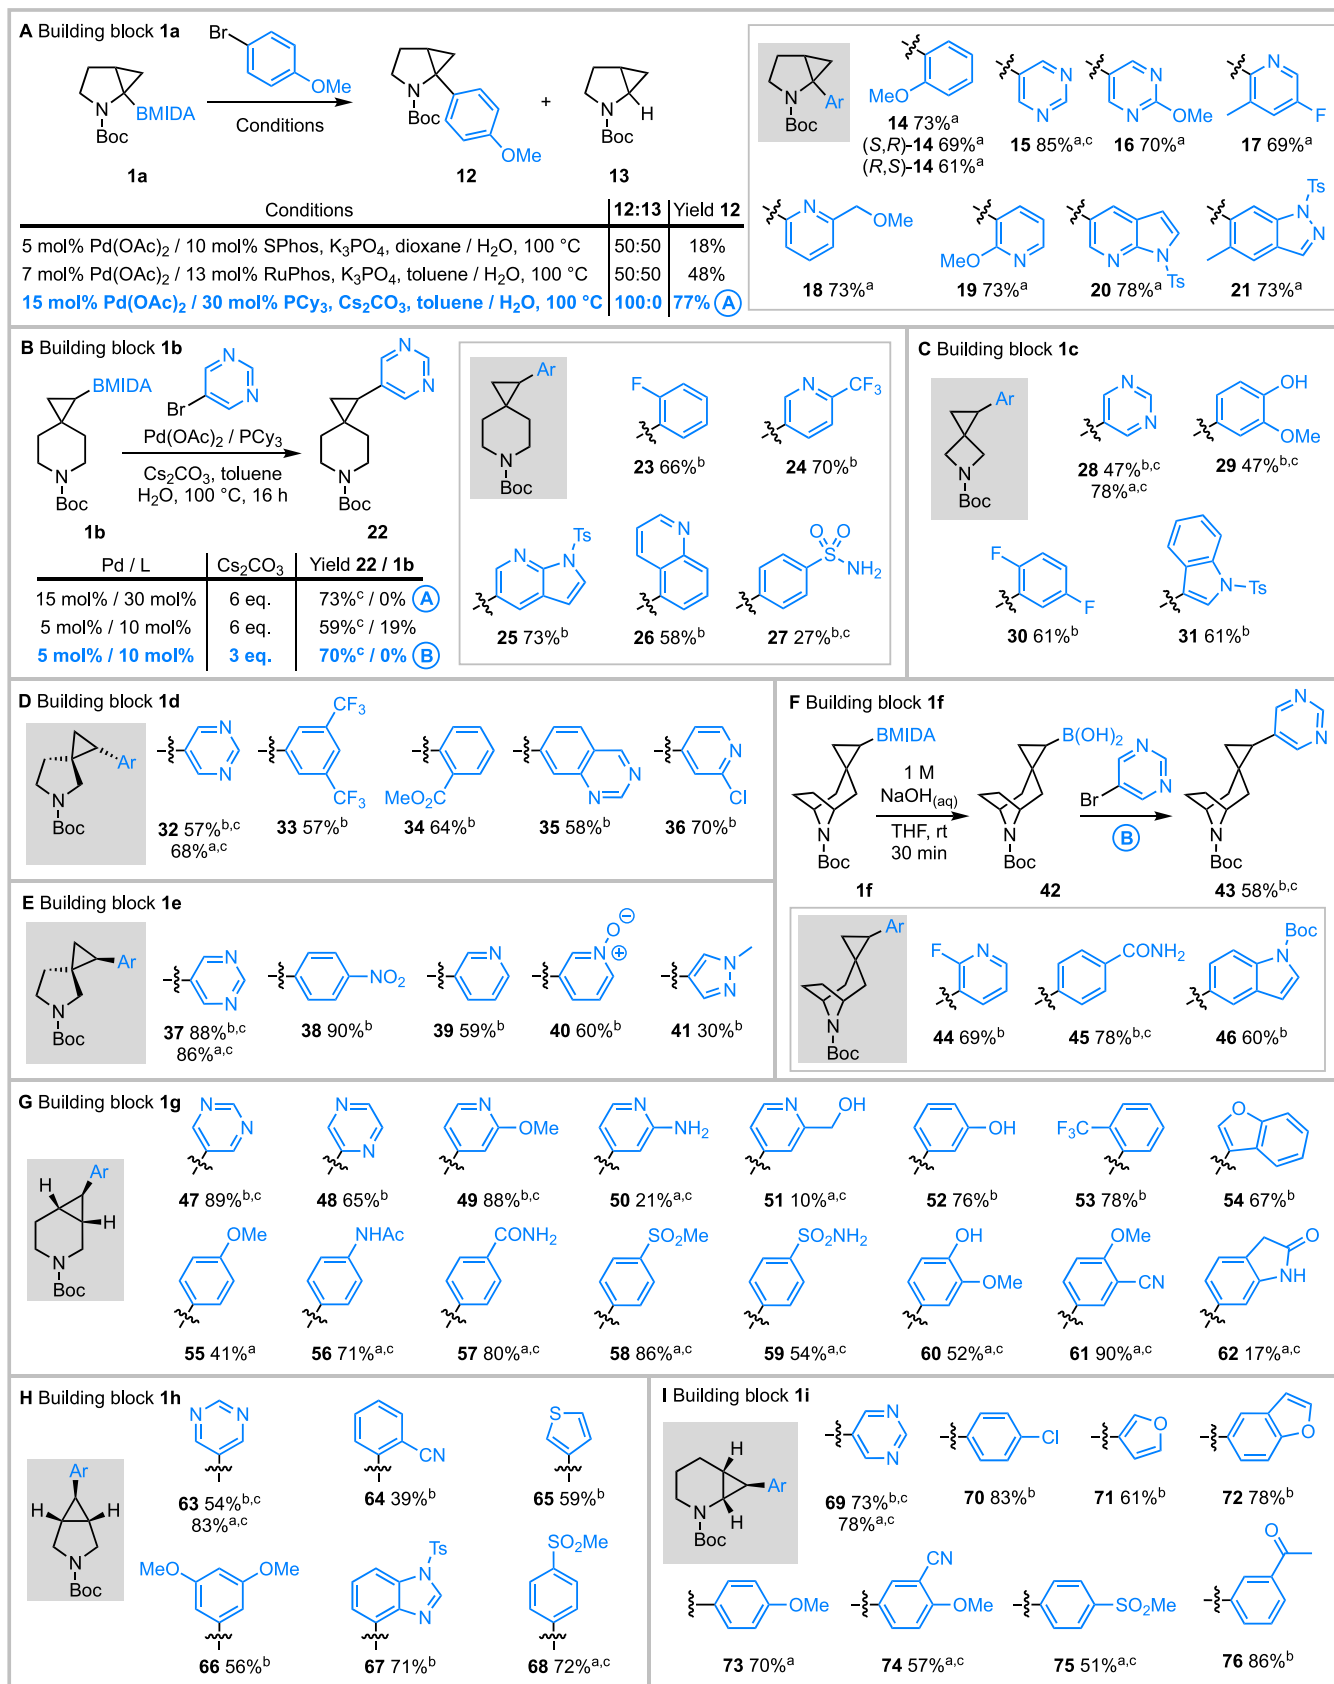 A Building block 1a
Br
OMe
Conditions
N
Boc
BMIDA
1a
N
Boc
OMe
12
+
N
Boc
H
13
Conditions 12:13 Yield 12
5 mol% Pd(OAc)2 / 10 mol% SPhos, K3PO4, dioxane / H2O, 100 °C 50:50 18%
7 mol% Pd(OAc)2 / 13 mol% RuPhos, K3PO4, toluene / H2O, 100 °C 50:50 48%
15 mol% Pd(OAc)2 / 30 mol% PCy3, Cs2CO3, toluene / H2O, 100 °C 100:0 77% A
N
Boc
Ar
MeO
14 73%a
(S,R)-14 69%a
(R,S)-14 61%a
N
N
15 85%a,c
N
N
OMe
16 70%a
N
F
17 69%a
N
OMe
18 73%a
MeO
N
19 73%a
N
N
Ts
20 78%a
Ts
N
N
21 73%a
B Building block 1b
BMIDA
N
Boc
1b
N
N
Br
Pd(OAc)2 / PCy3
Cs2CO3, toluene
H2O, 100 °C, 16 h
N
N
N
Boc
22
Pd / L Cs2CO3 Yield 22 / 1b
15 mol% / 30 mol% 6 eq. 73%c / 0% A
5 mol% / 10 mol% 6 eq. 59%c / 19%
5 mol% / 10 mol% 3 eq. 70%c / 0% B
Ar
N
Boc
F
23 66%b
N
CF3
24 70%b
N
N
Ts
25 73%b
N
26 58%b
O
O
S
NH2
27 27%b,c
C Building block 1c
Ar
N
Boc
N
N
28 47%b,c
78%a,c
OH
OMe
29 47%b,c
F
F
30 61%b
N
Ts
31 61%b
D Building block 1d
Ar
N
Boc
N
N
32 57%b,c
68%a,c
CF3
CF3
33 57%b
MeO2C
34 64%b
N
N
35 58%b
N
Cl
36 70%b
E Building block 1e
Ar
N
Boc
N
N
37 88%b,c
86%a,c
NO2
38 90%b
N
39 59%b
O
⊖
N
⊕
40 60%b
N
N
41 30%b
F Building block 1f
BMIDA
N
Boc
1f
1 M
NaOH(aq)
THF, rt
30 min
B(OH)2
N
Boc
42
N
N
Br
B
N
N
N
Boc
43 58%b,c
Ar
N
Boc
F
N
44 69%b
CONH2
45 78%b,c
Boc
N
46 60%b
G Building block 1g
Ar
H
H
N
Boc
N
N
47 89%b,c
N
N
48 65%b
N
OMe
49 88%b,c
N
NH2
50 21%a,c
N
OH
51 10%a,c
OH
52 76%b
F3C
53 78%b
O
54 67%b
OMe
55 41%a
NHAc
56 71%a,c
CONH2
57 80%a,c
SO2Me
58 86%a,c
SO2NH2
59 54%a,c
OH
OMe
60 52%a,c
OMe
CN
61 90%a,c
O
NH
62 17%a,c
H Building block 1h
Ar
H
H
N
Boc
N
N
63 54%b,c
83%a,c
CN
64 39%b
S
65 59%b
MeO
OMe
66 56%b
Ts
N
N
67 71%b
SO2Me
68 72%a,c
I Building block 1i
H
Ar
N
H
Boc
N
N
69 73%b,c
78%a,c
Cl
70 83%b
O
71 61%b
O
72 78%b
OMe
73 70%a
CN
OMe
74 57%a,c
SO2Me
75 51%a,c
O
76 86%b